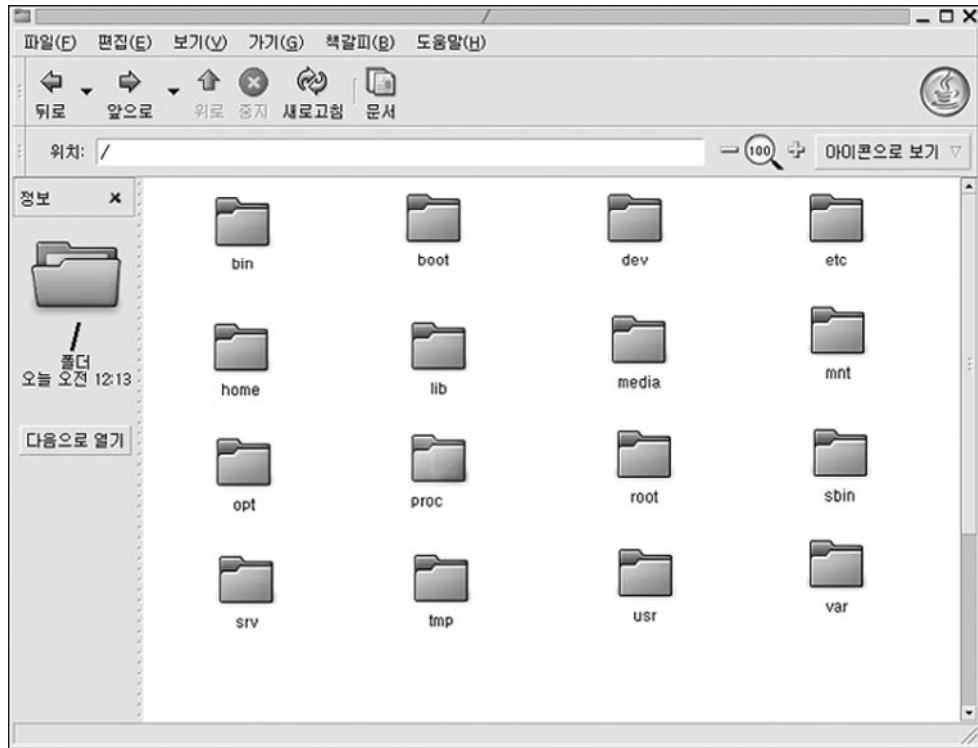 /
파일(F) 편집(E) 보기(V) 가기(G) 책갈피(B) 도움말(H)
뒤로 앞으로 위로 중지 새로고침 문서
위치: / 100 아이콘으로 보기
정보
/
폴더
오늘 오전 12:13
다음으로 열기
bin boot dev etc
home lib media mnt
opt proc root sbin
srv tmp usr var